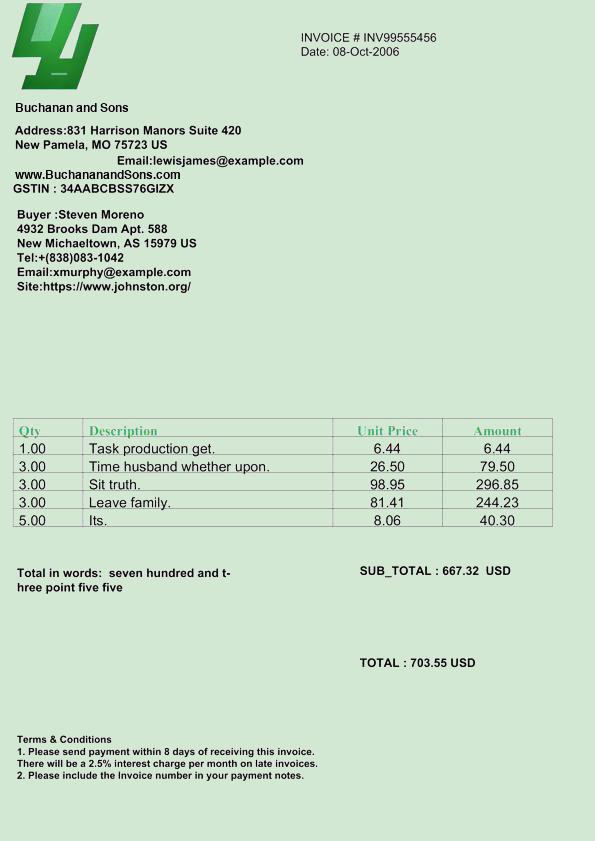 INVOICE # INV99555456
Date: 08-Oct-2006
Buchanan and Sons
Address:831 Harrison Manors Suite 420
New Pamela, MO 75723 US
Email:lewisjames@example.com
www.BuchananandSons.com
GSTIN : 34AABCBSS76GIZX
Buyer :Steven Moreno
4932 Brooks Dam Apt. 588
New Michaeltown, AS 15979 US
Tel:+(838)083-1042
Email:xmurphy@example.com
Site:https://www.johnston.org/
Qty Description Unit Price Amount
1.00 Task production get. 6.44 6.44
3.00 Time husband whether upon. 26.50 79.50
3.00 Sit truth. 98.95 296.85
3.00 Leave family. 81.41 244.23
5.00 Its. 8.06 40.30
Total in words:  seven hundred and t-
hree point five five
SUB_TOTAL : 667.32  USD
TOTAL : 703.55 USD
Terms & Conditions
1. Please send payment within 8 days of receiving this invoice.
There will be a 2.5% interest charge per month on late invoices.
2. Please include the Invoice number in your payment notes.